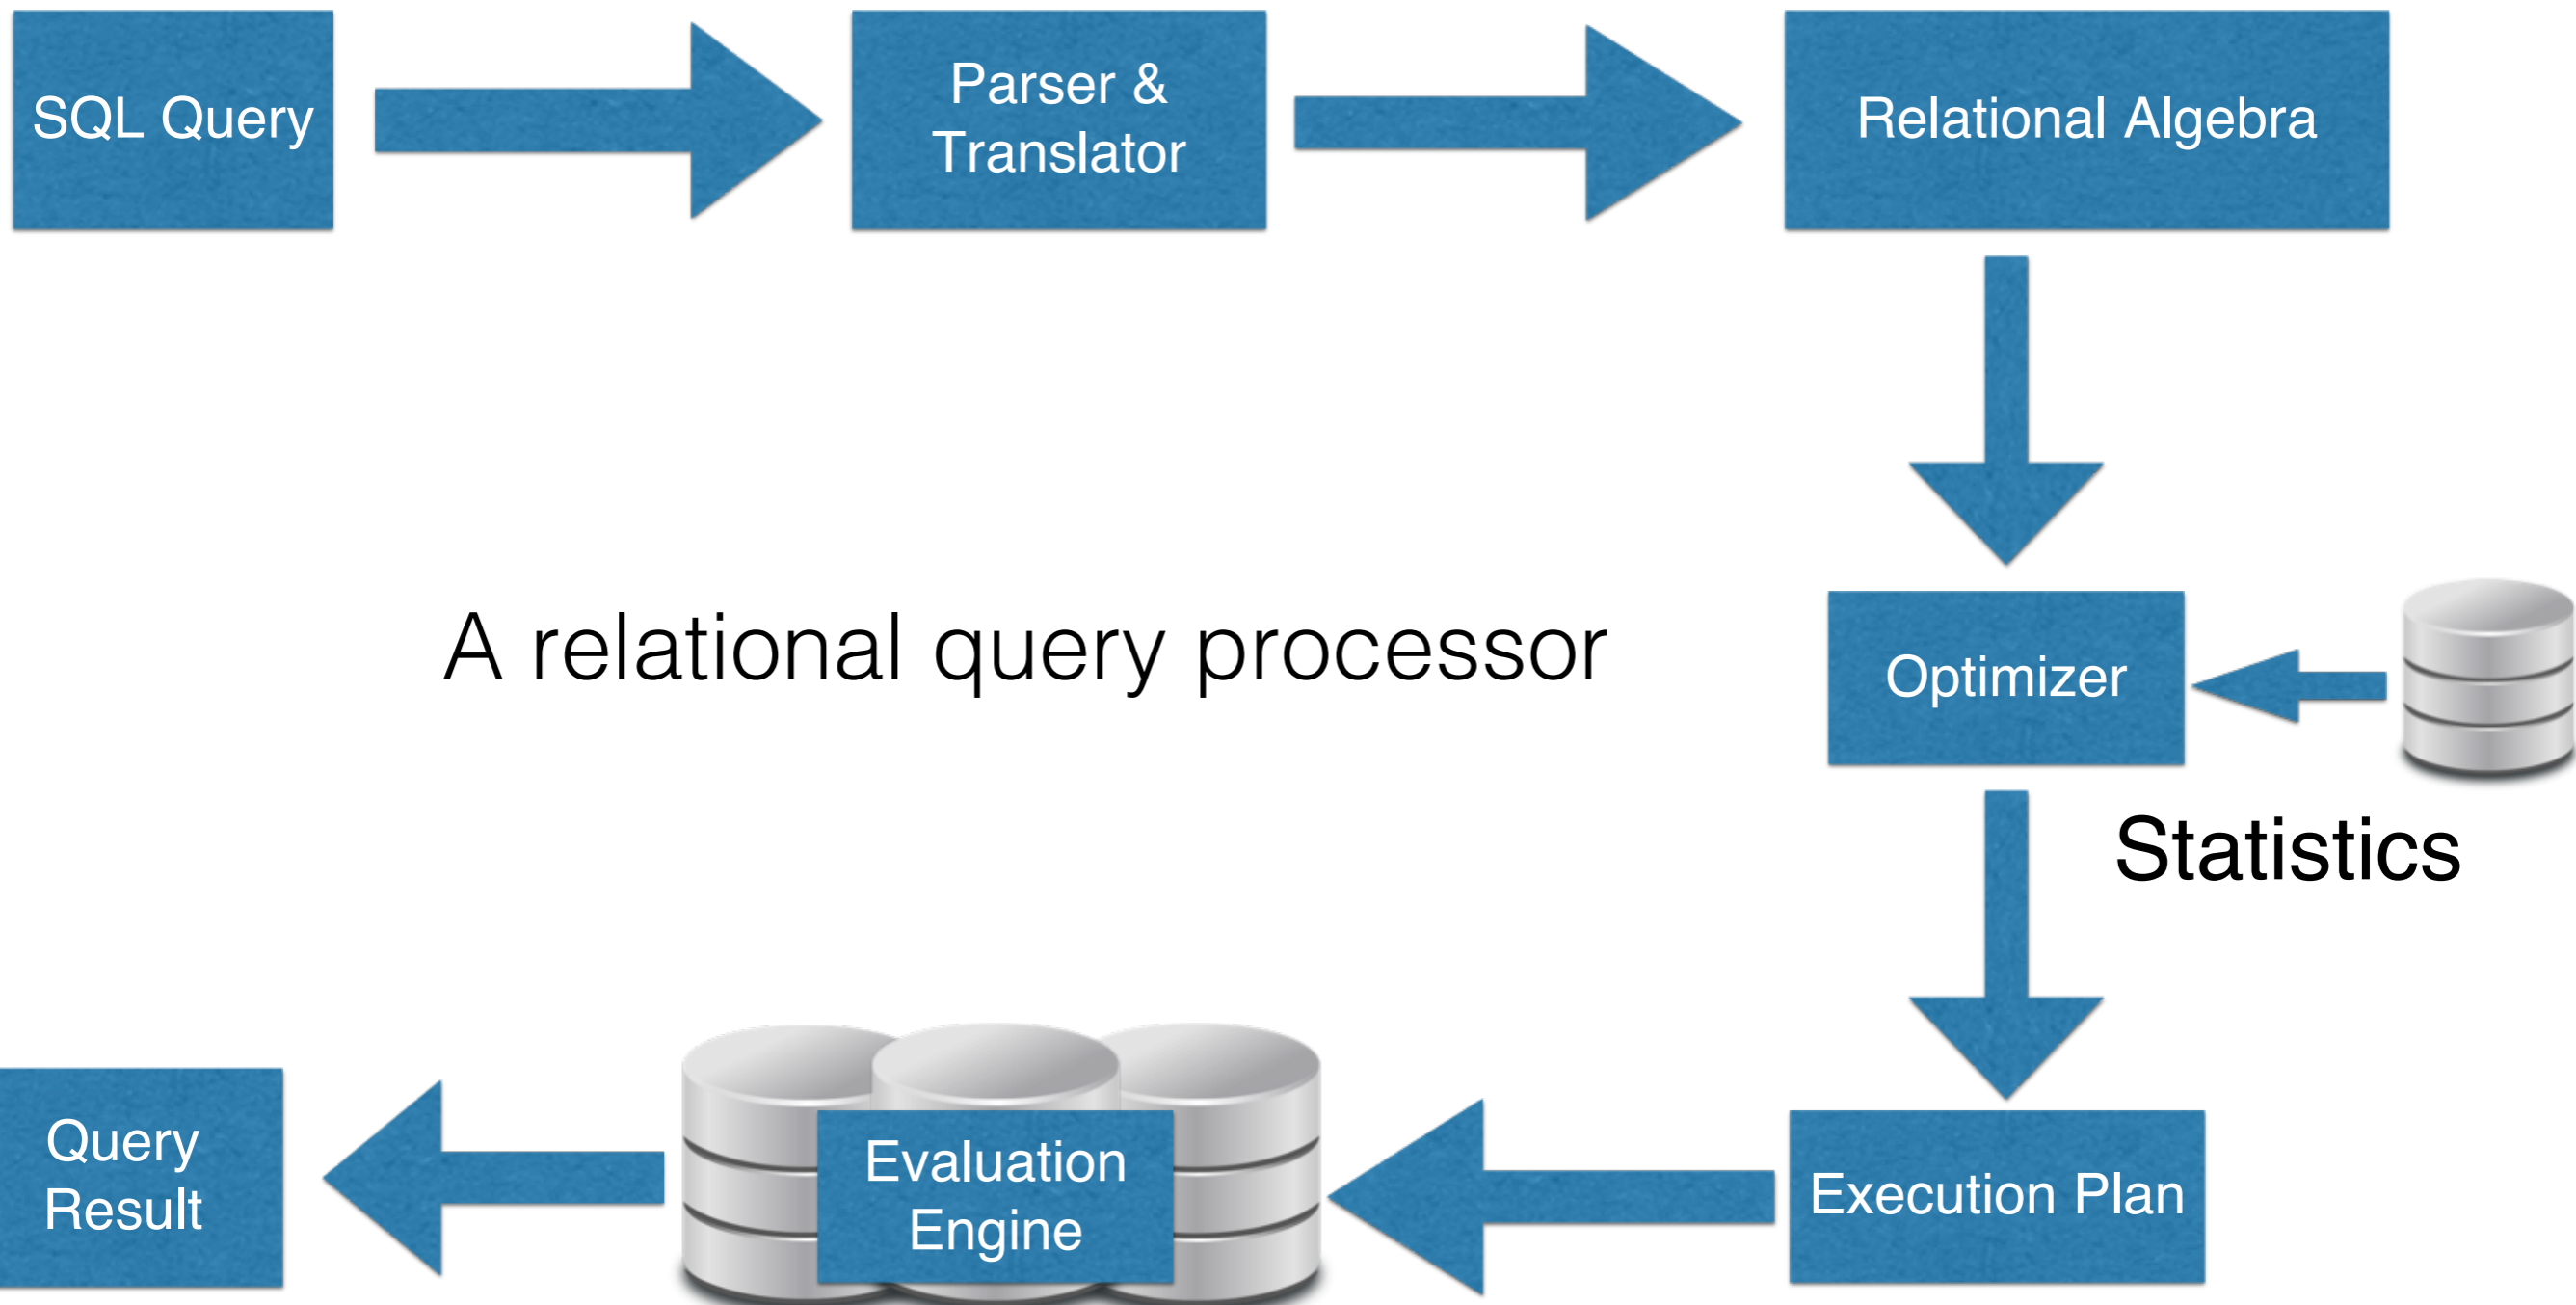 SQL Query
Parser &
Translator
Relational Algebra
A relational query processor
Optimizer
Statistics
Query
Result
Evaluation
Engine
Execution Plan